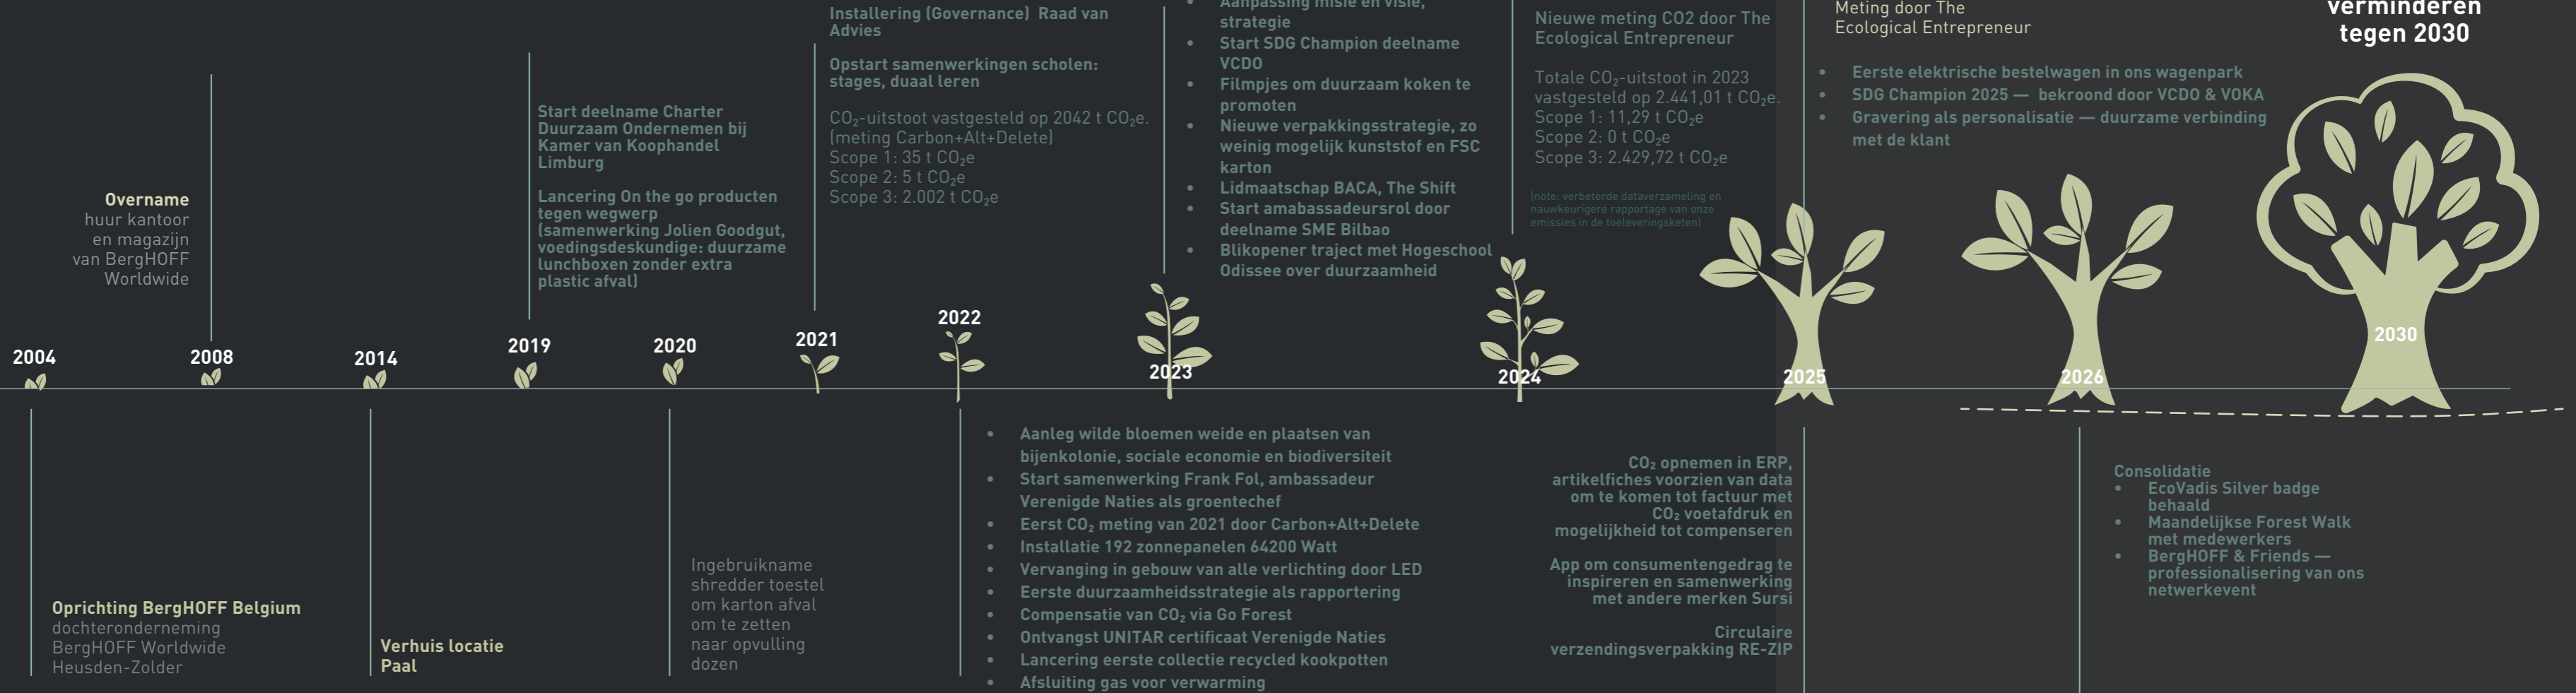 Overname
huur kantoor
en magazijn
van BergHOFF
Worldwide
Start deelname Charter
Duurzaam Ondernemen bij
Kamer van Koophandel
Limburg
Lancering On the go producten
tegen wegwerp
(samenwerking Jolien Goodgut,
voedingsdeskundige: duurzame
lunchboxen zonder extra
plastic afval)
Installering (Governance) Raad van
Advies
Opstart samenwerkingen scholen:
stages, duaal leren
CO₂-uitstoot vastgesteld op 2042 t CO₂e.
(meting Carbon+Alt+Delete)
Scope 1: 35 t CO₂e
Scope 2: 5 t CO₂e
Scope 3: 2.002 t CO₂e
• Aanpassing misie en visie,
strategie
• Start SDG Champion deelname
VCDO
• Filmpjes om duurzaam koken te
promoten
• Nieuwe verpakkingsstrategie, zo
weinig mogelijk kunststof en FSC
karton
• Lidmaatschap BACA, The Shift
• Start amabassadeursrol door
deelname SME Bilbao
• Blikopener traject met Hogeschool
Odissee over duurzaamheid
Nieuwe meting CO2 door The
Ecological Entrepreneur
Totale CO₂-uitstoot in 2023
vastgesteld op 2.441,01 t CO₂e.
Scope 1: 11,29 t CO₂e
Scope 2: 0 t CO₂e
Scope 3: 2.429,72 t CO₂e
(note: verbeterde dataverzameling en
nauwkeurigere rapportage van onze
emissies in de toeleveringsketen)
Meting door The
Ecological Entrepreneur
• Eerste elektrische bestelwagen in ons wagenpark
• SDG Champion 2025 — bekroond door VCDO & VOKA
• Gravering als personalisatie — duurzame verbinding
met de klant
verminderen
tegen 2030
2004
2008
2014
2019
2020
2021
2022
2023
2024
2025
2026
2030
Oprichting BergHOFF Belgium
dochteronderneming
BergHOFF Worldwide
Heusden-Zolder
Verhuis locatie
Paal
Ingebruikname
shredder toestel
om karton afval
om te zetten
naar opvulling
dozen
• Aanleg wilde bloemen weide en plaatsen van
bijenkolonie, sociale economie en biodiversiteit
• Start samenwerking Frank Fol, ambassadeur
Verenigde Naties als groentechef
• Eerst CO₂ meting van 2021 door Carbon+Alt+Delete
• Installatie 192 zonnepanelen 64200 Watt
• Vervanging in gebouw van alle verlichting door LED
• Eerste duurzaamheidsstrategie als rapportering
• Compensatie van CO₂ via Go Forest
• Ontvangst UNITAR certificaat Verenigde Naties
• Lancering eerste collectie recycled kookpotten
• Afsluiting gas voor verwarming
CO₂ opnemen in ERP,
artikelfiches voorzien van data
om te komen tot factuur met
CO₂ voetafdruk en
mogelijkheid tot compenseren
App om consumentengedrag te
inspireren en samenwerking
met andere merken Sursi
Circulaire
verzendingsverpakking RE-ZIP
Consolidatie
• EcoVadis Silver badge
behaald
• Maandelijkse Forest Walk
met medewerkers
• BergHOFF & Friends —
professionalisering van ons
netwerkevent